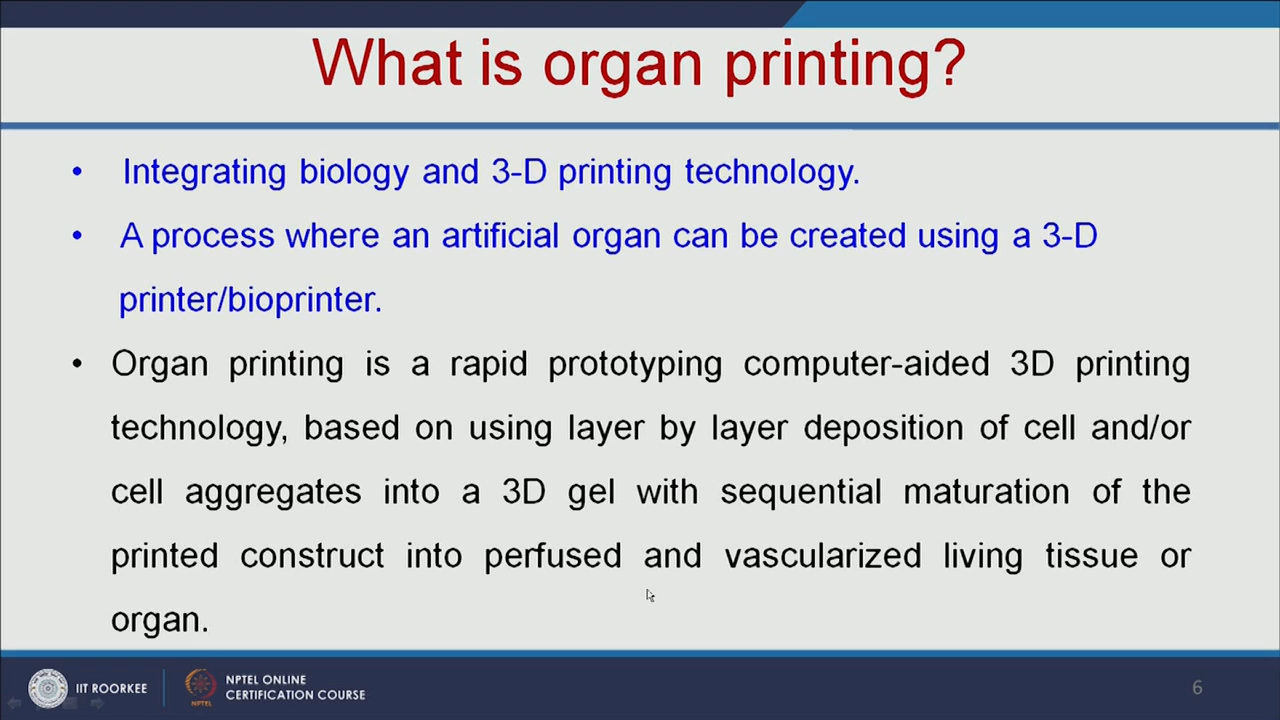 What is organ printing?
• Integrating biology and 3-D printing technology.
• A process where an artificial organ can be created using a 3-D
printer/bioprinter.
• Organ printing is a rapid prototyping computer-aided 3D printing
technology, based on using layer by layer deposition of cell and/or
cell aggregates into a 3D gel with sequential maturation of the
printed construct into perfused and vascularized living tissue or
organ.
IIT ROORKEE
NPTEL
NPTEL ONLINE
CERTIFICATION COURSE
6